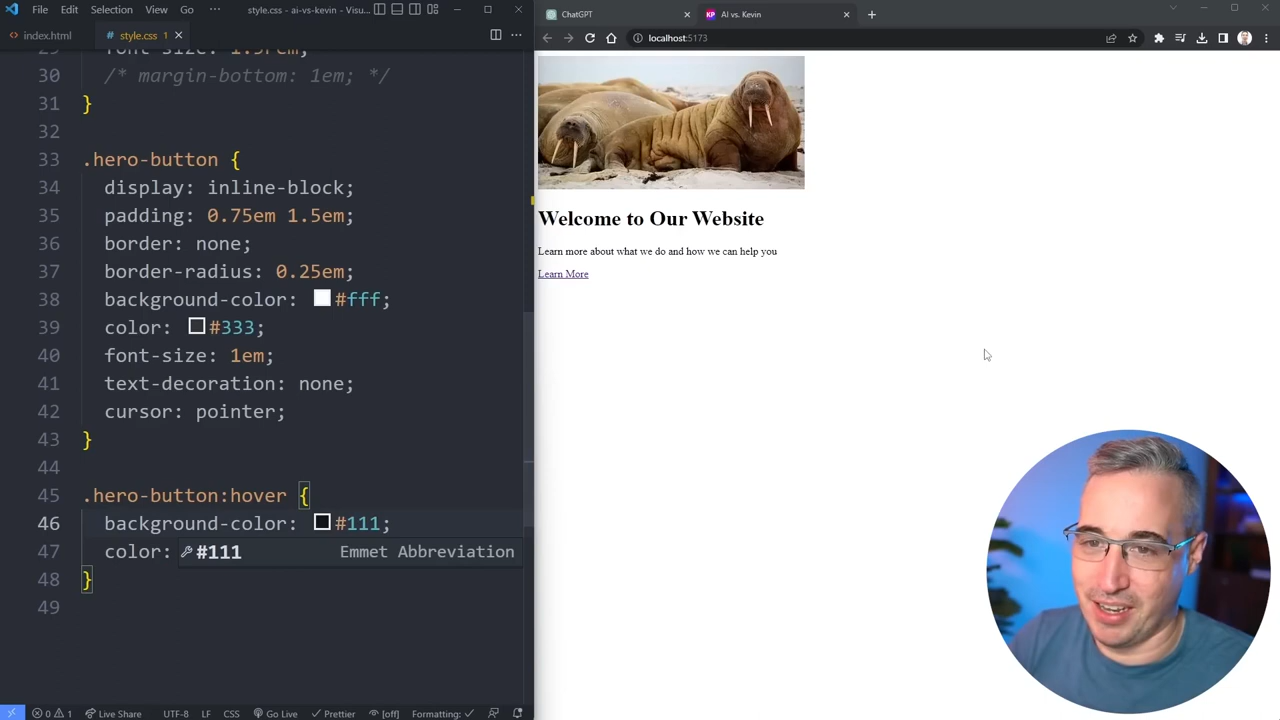 File Edit Selection View Go ··· style.css - ai-vs-kevin - Visu...
index.html
# style.css 1
29 font-size: 1.5rem;
30 /* margin-bottom: 1em; */
31 }
32
33 .hero-button {
34 display: inline-block;
35 padding: 0.75em 1.5em;
36 border: none;
37 border-radius: 0.25em;
38 background-color: #fff;
39 color: #333;
40 font-size: 1em;
41 text-decoration: none;
42 cursor: pointer;
43 }
44
45 .hero-button:hover {
46 background-color: #111;
47 color:
#111 Emmet Abbreviation
48 }
49
0 1 Live Share UTF-8 LF CSS Go Live Prettier [off] Formatting:
ChatGPT
KP AI vs. Kevin
localhost:5173
Welcome to Our Website
Learn more about what we do and how we can help you
Learn More